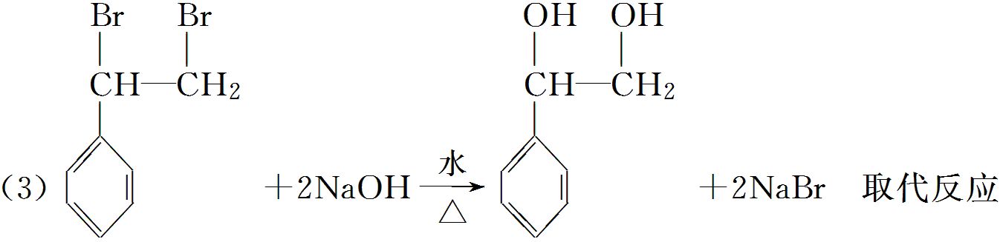 Br Br OH OH
CH—CH₂ CH—CH₂
水
(3) +2NaOH → +2NaBr 取代反应
△